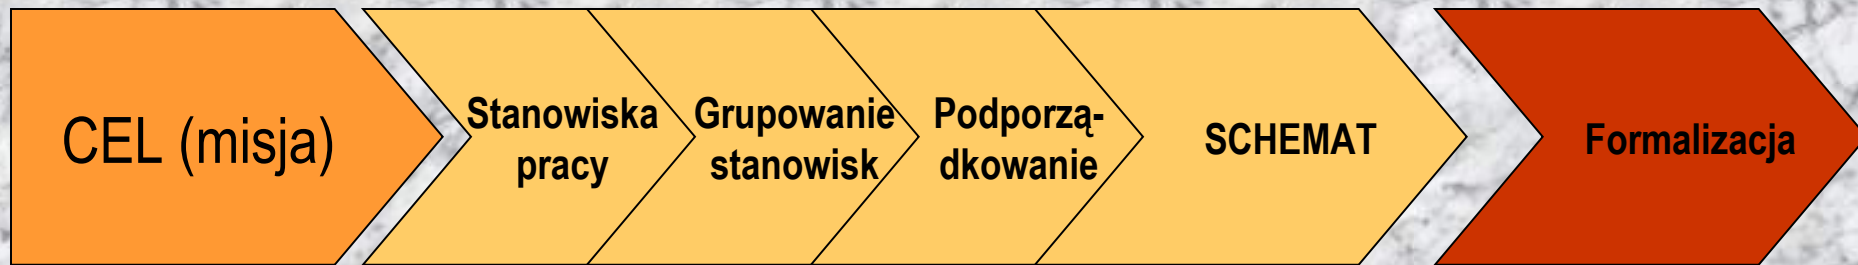 CEL (misja)
Stanowiska
pracy
Grupowanie
stanowisk
Podporzą-
dkowanie
SCHEMAT
Formalizacja